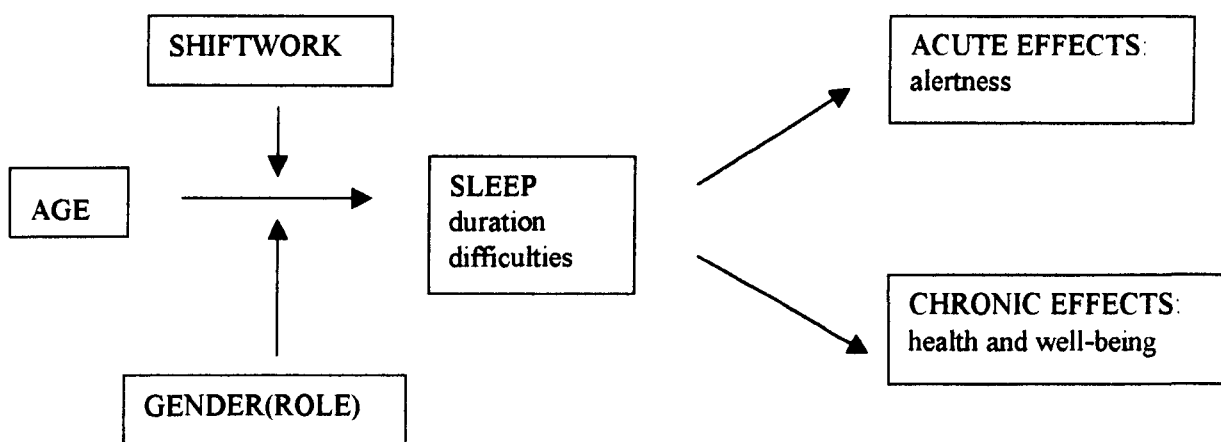 SHIFTWORK
AGE
GENDER(ROLE)
SLEEP
duration
difficulties
ACUTE EFFECTS:
alertness
CHRONIC EFFECTS:
health and well-being